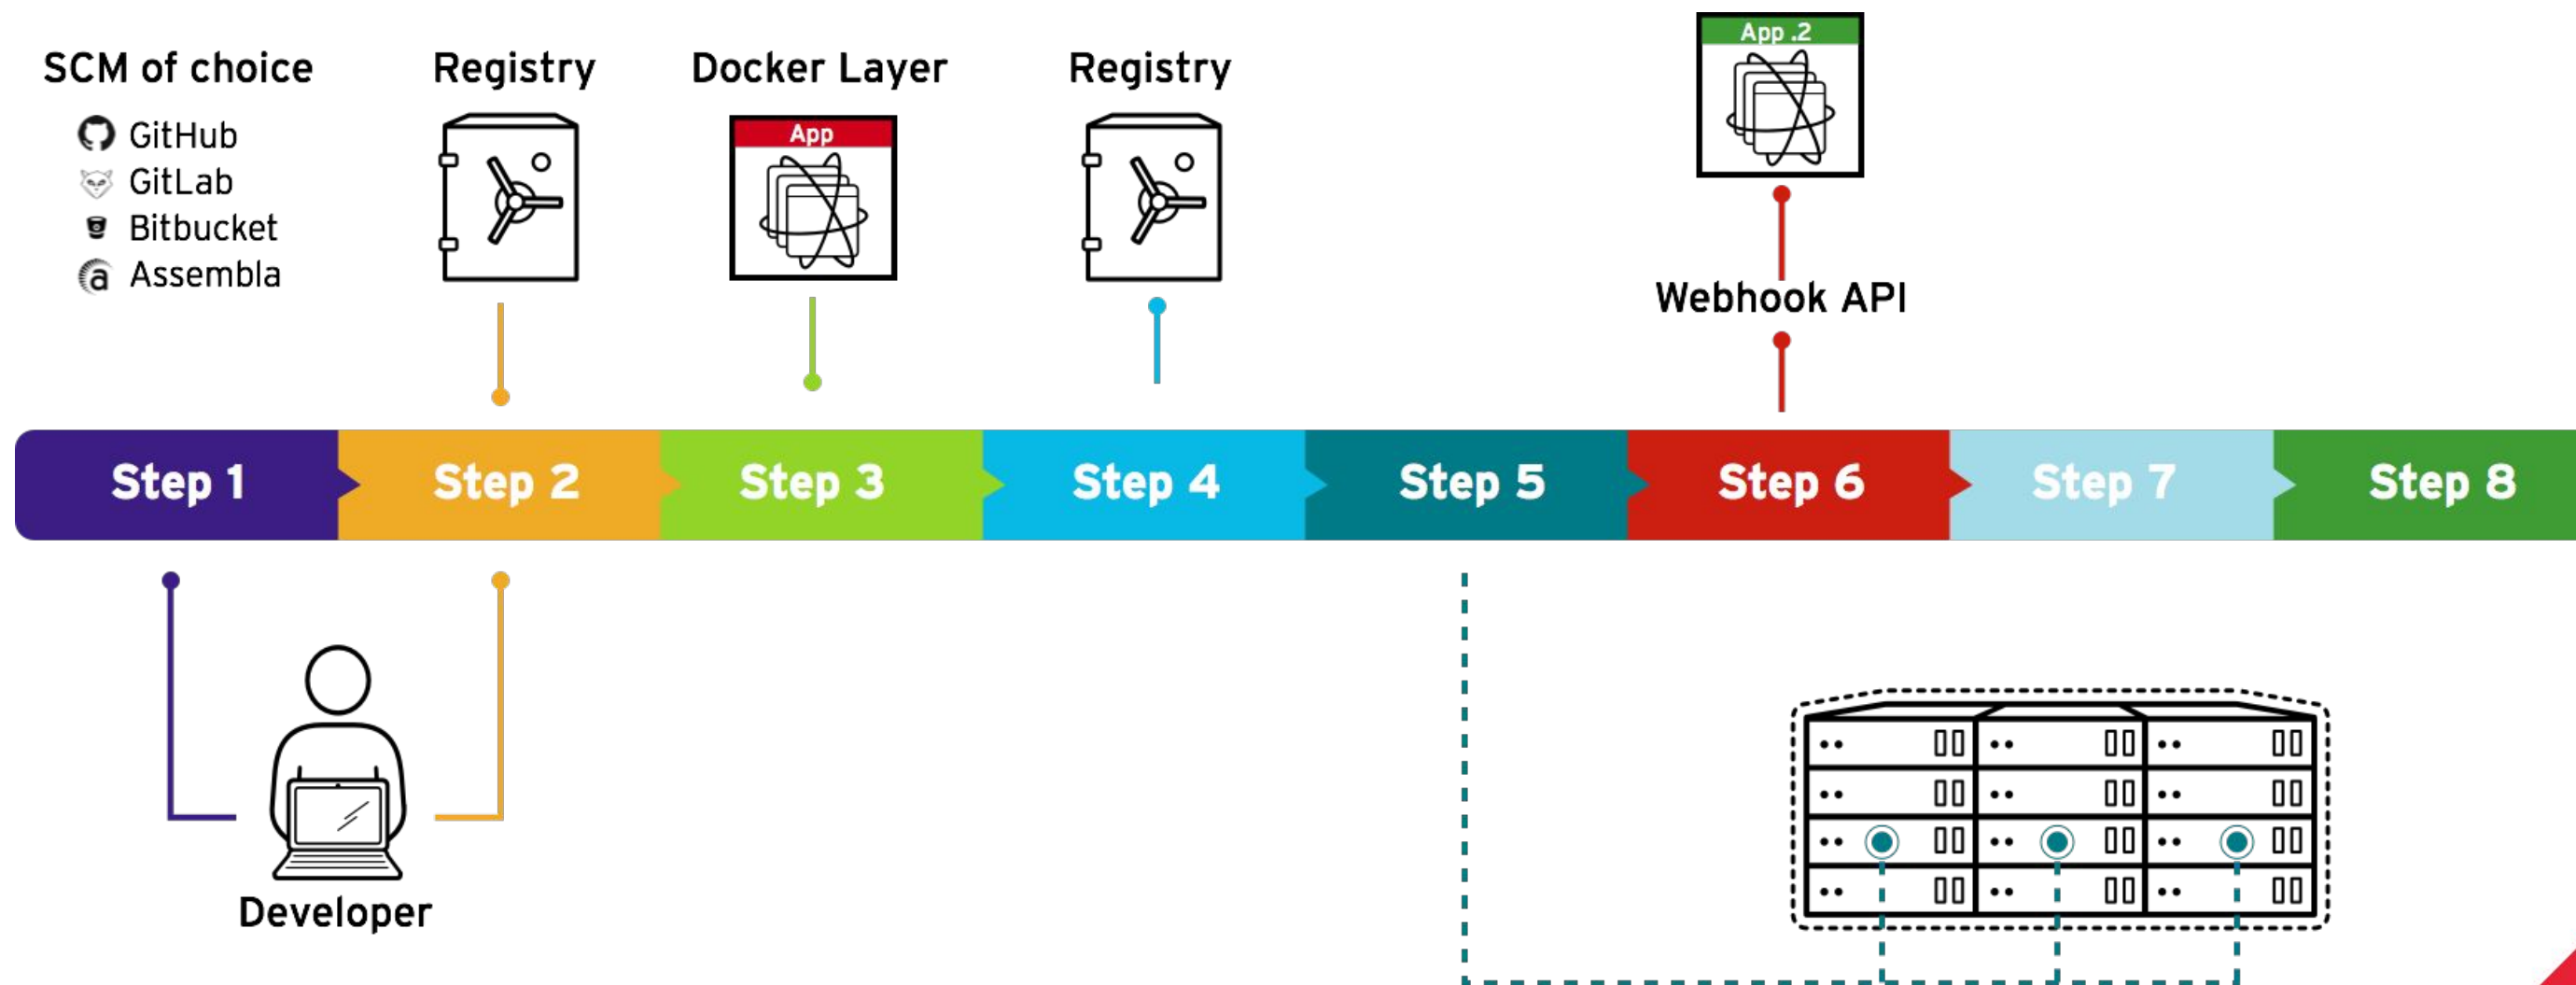 SCM of choice
GitHub
GitLab
Bitbucket
Assembla
Registry
Docker Layer
App
Registry
App .2
Webhook API
Step 1
Step 2
Step 3
Step 4
Step 5
Step 6
Step 7
Step 8
Developer